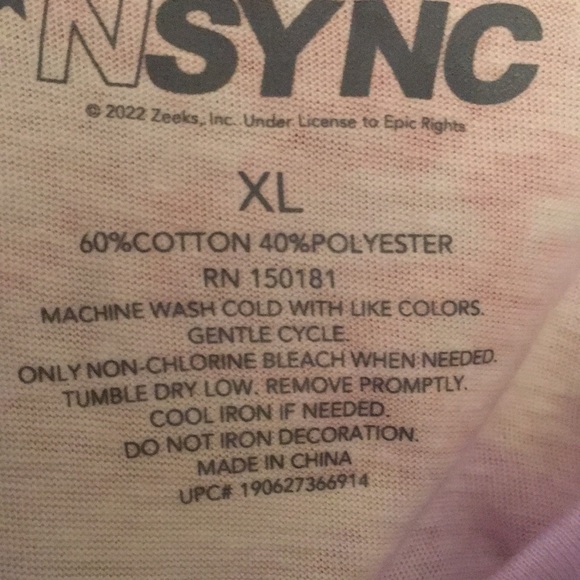 *NSYNC
© 2022 Zeeks, Inc. Under License to Epic Rights
XL
60%COTTON 40%POLYESTER
RN 150181
MACHINE WASH COLD WITH LIKE COLORS.
GENTLE CYCLE.
ONLY NON-CHLORINE BLEACH WHEN NEEDED.
TUMBLE DRY LOW. REMOVE PROMPTLY.
COOL IRON IF NEEDED.
DO NOT IRON DECORATION.
MADE IN CHINA
UPC# 190627366914